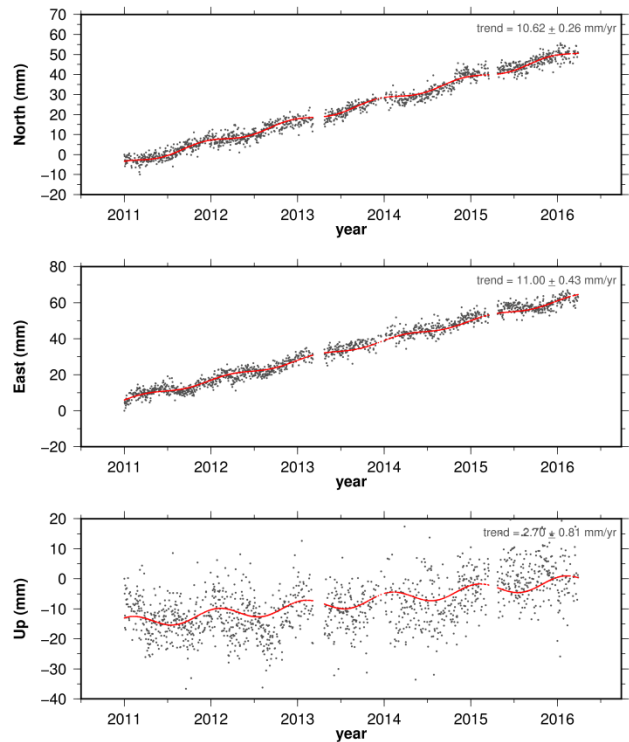 70
60
50
40
30
20
10
0
−10
−20
North (mm)
trend = 10.62 ± 0.26 mm/yr
2011 2012 2013 2014 2015 2016
year
80
60
40
20
0
−20
East (mm)
trend = 11.00 ± 0.43 mm/yr
2011 2012 2013 2014 2015 2016
year
20
10
0
−10
−20
−30
−40
Up (mm)
trend = 2.70 ± 0.81 mm/yr
2011 2012 2013 2014 2015 2016
year